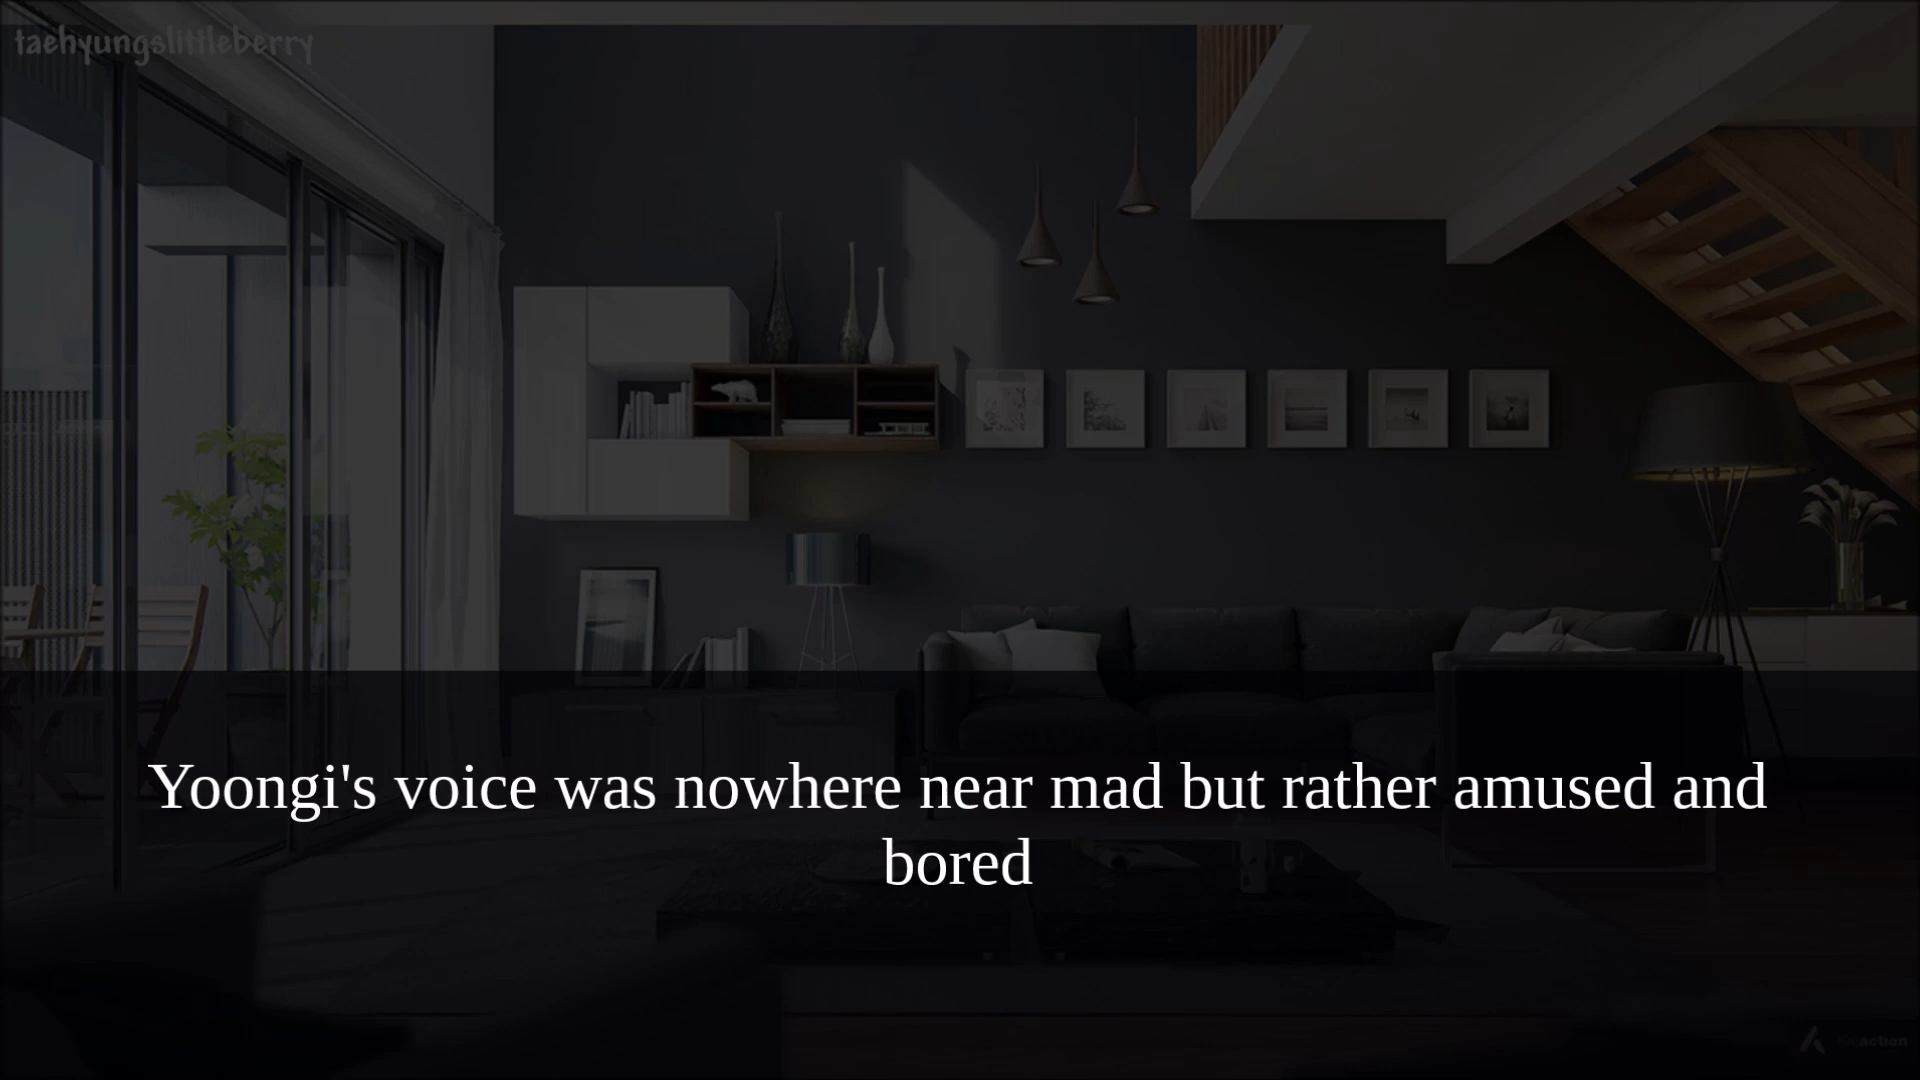 taehyungslittleberry
Yoongi's voice was nowhere near mad but rather amused and
bored